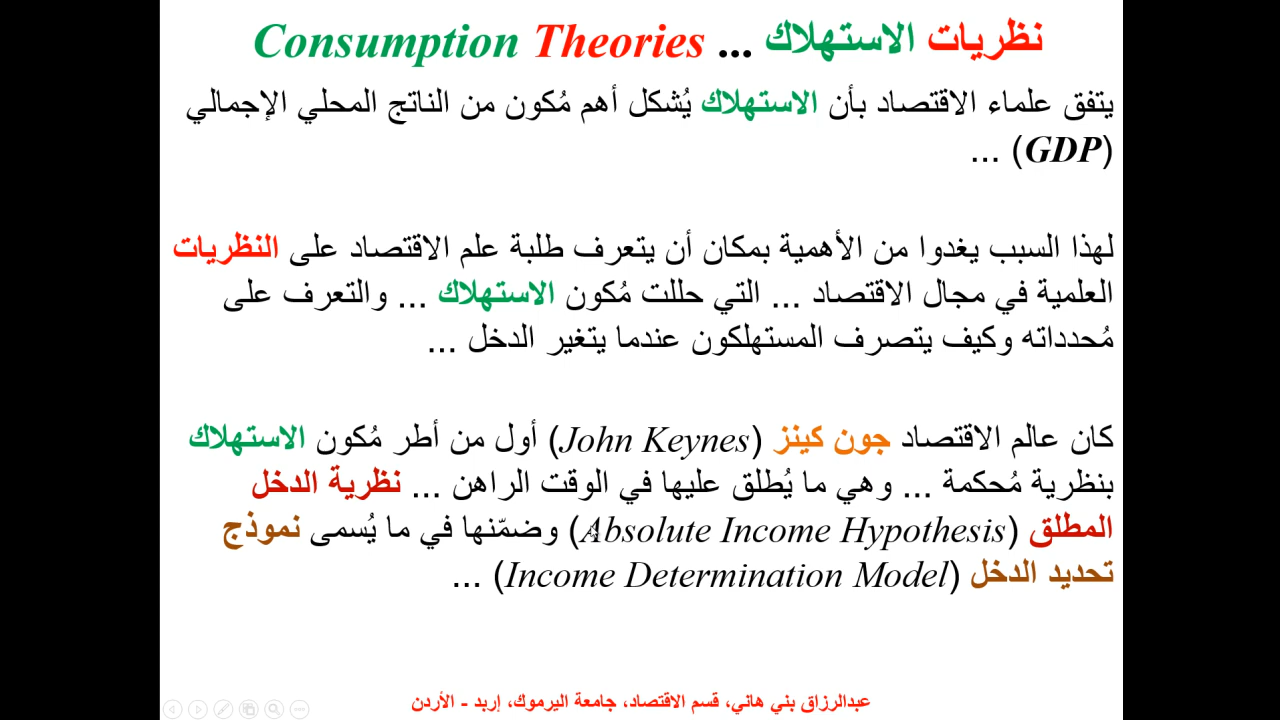 نظريات الاستهلاك ... Consumption Theories
يتفق علماء الاقتصاد بأن الاستهلاك يُشكل أهم مُكون من الناتج المحلي الإجمالي
(GDP) ...
لهذا السبب يغدوا من الأهمية بمكان أن يتعرف طلبة علم الاقتصاد على النظريات
العلمية في مجال الاقتصاد ... التي حللت مُكون الاستهلاك ... والتعرف على
مُحدداته وكيف يتصرف المستهلكون عندما يتغير الدخل ...
كان عالم الاقتصاد جون كينز (John Keynes) أول من أطر مُكون الاستهلاك
بنظرية مُحكمة ... وهي ما يُطلق عليها في الوقت الراهن ... نظرية الدخل
المطلق (Absolute Income Hypothesis) وضمّنها في ما يُسمى نموذج
تحديد الدخل (Income Determination Model) ...
عبدالرزاق بني هاني، قسم الاقتصاد، جامعة اليرموك، إربد - الأردن